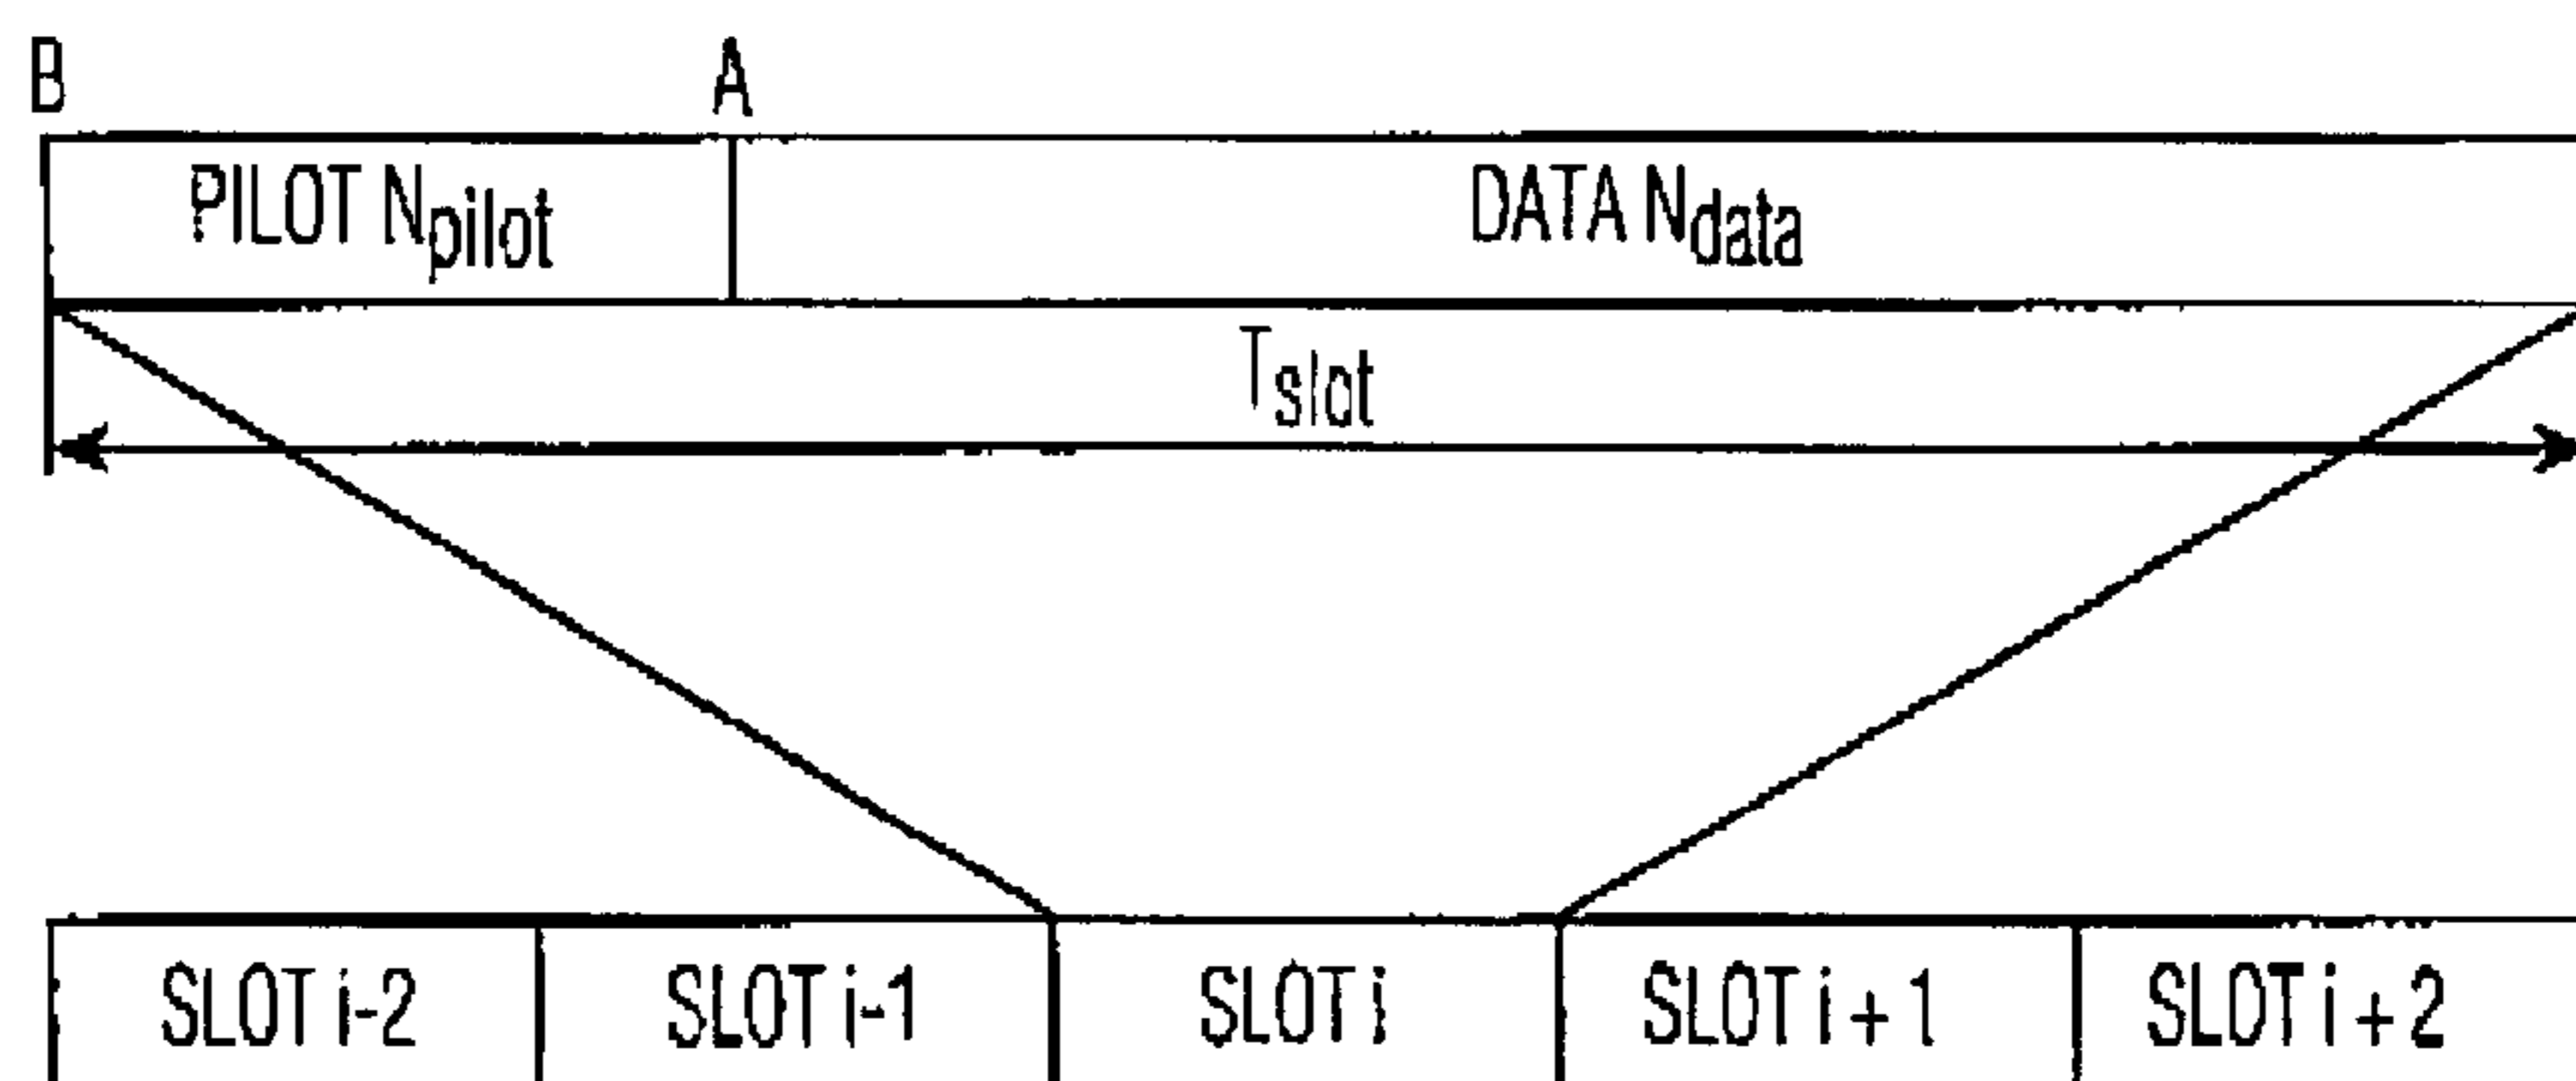 B A
PILOT Npilot DATA Ndata
Tslot
SLOT i-2 SLOT i-1 SLOT i SLOT i + 1 SLOT i + 2